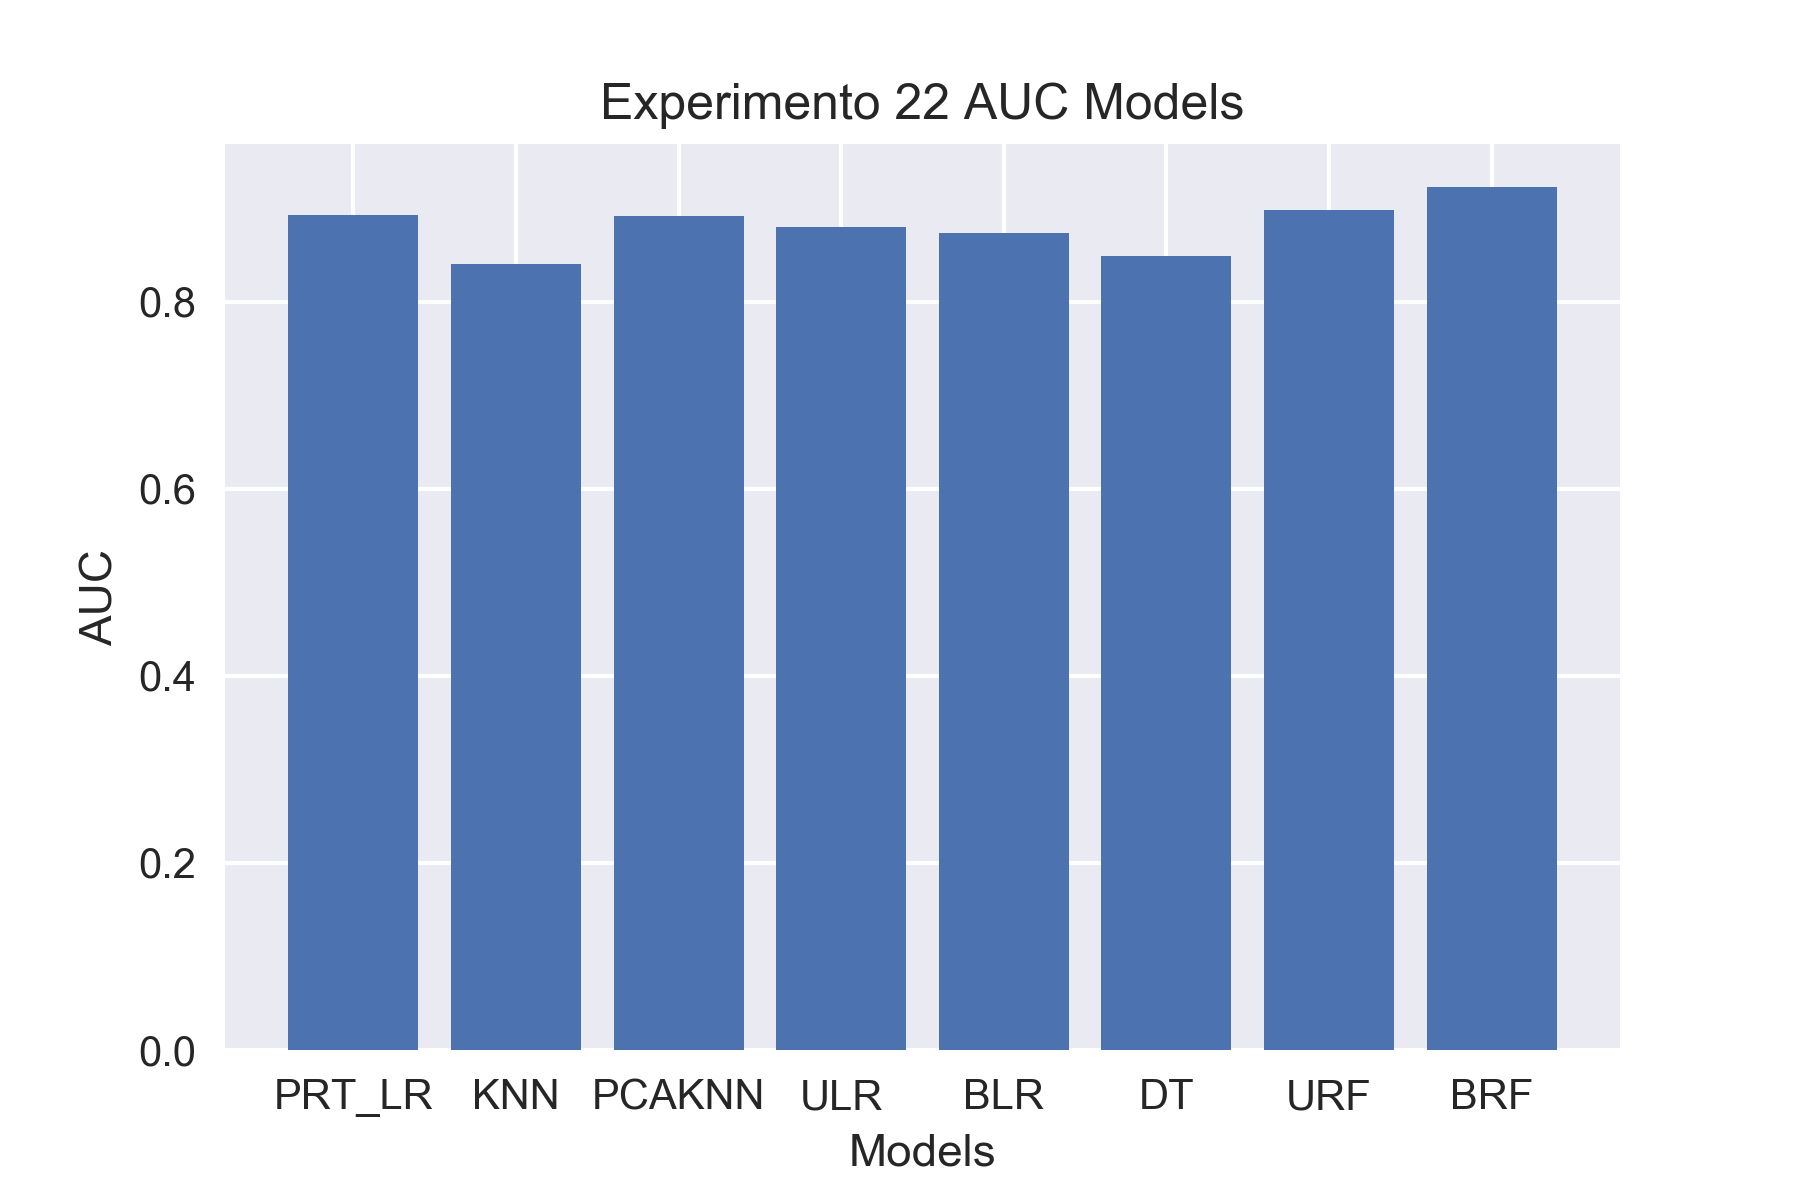 Experimento 22 AUC Models
AUC
0.8
0.6
0.4
0.2
0.0
PRT_LR KNN PCAKNN ULR BLR DT URF BRF
Models